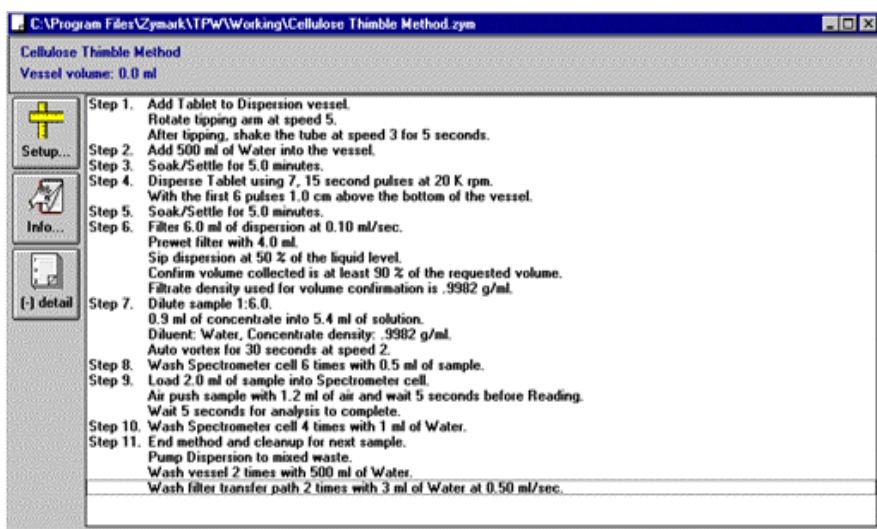 C:\Program Files\Zymark\TPW\Working\Cellulose Thimble Method.zym
Cellulose Thimble Method
Vessel volume: 0.0 ml
Setup...
Info...
(-) detail
Step 1. Add Tablet to Dispersion vessel.
Rotate tipping arm at speed 5.
After tipping, shake the tube at speed 3 for 5 seconds.
Step 2. Add 500 ml of Water into the vessel.
Step 3. Soak/Settle for 5.0 minutes.
Step 4. Disperse Tablet using 7, 15 second pulses at 20 K rpm.
With the first 6 pulses 1.0 cm above the bottom of the vessel.
Step 5. Soak/Settle for 5.0 minutes.
Step 6. Filter 6.0 ml of dispersion at 0.10 ml/sec.
Prewet filter with 4.0 ml.
Sip dispersion at 50 % of the liquid level.
Confirm volume collected is at least 90 % of the requested volume.
Filtrate density used for volume confirmation is .9982 g/ml.
Step 7. Dilute sample 1:6.0.
0.9 ml of concentrate into 5.4 ml of solution.
Diluent: Water, Concentrate density: .9982 g/ml.
Auto vortex for 30 seconds at speed 2.
Step 8. Wash Spectrometer cell 6 times with 0.5 ml of sample.
Step 9. Load 2.0 ml of sample into Spectrometer cell.
Air push sample with 1.2 ml of air and wait 5 seconds before Reading.
Wait 5 seconds for analysis to complete.
Step 10. Wash Spectrometer cell 4 times with 1 ml of Water.
Step 11. End method and cleanup for next sample.
Pump Dispersion to mixed waste.
Wash vessel 2 times with 500 ml of Water.
Wash filter transfer path 2 times with 3 ml of Water at 0.50 ml/sec.